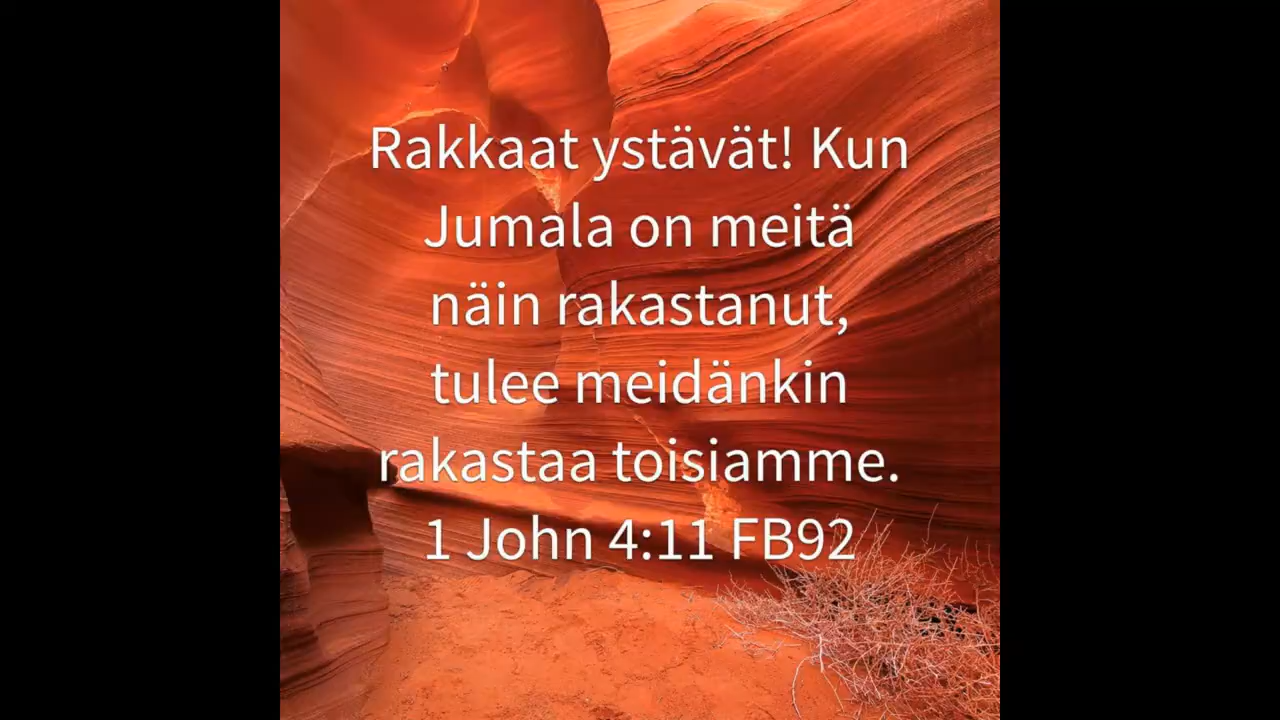 Rakkaat ystävät! Kun
Jumala on meitä
näin rakastanut,
tulee meidänkin
rakastaa toisiamme.
1 John 4:11 FB92